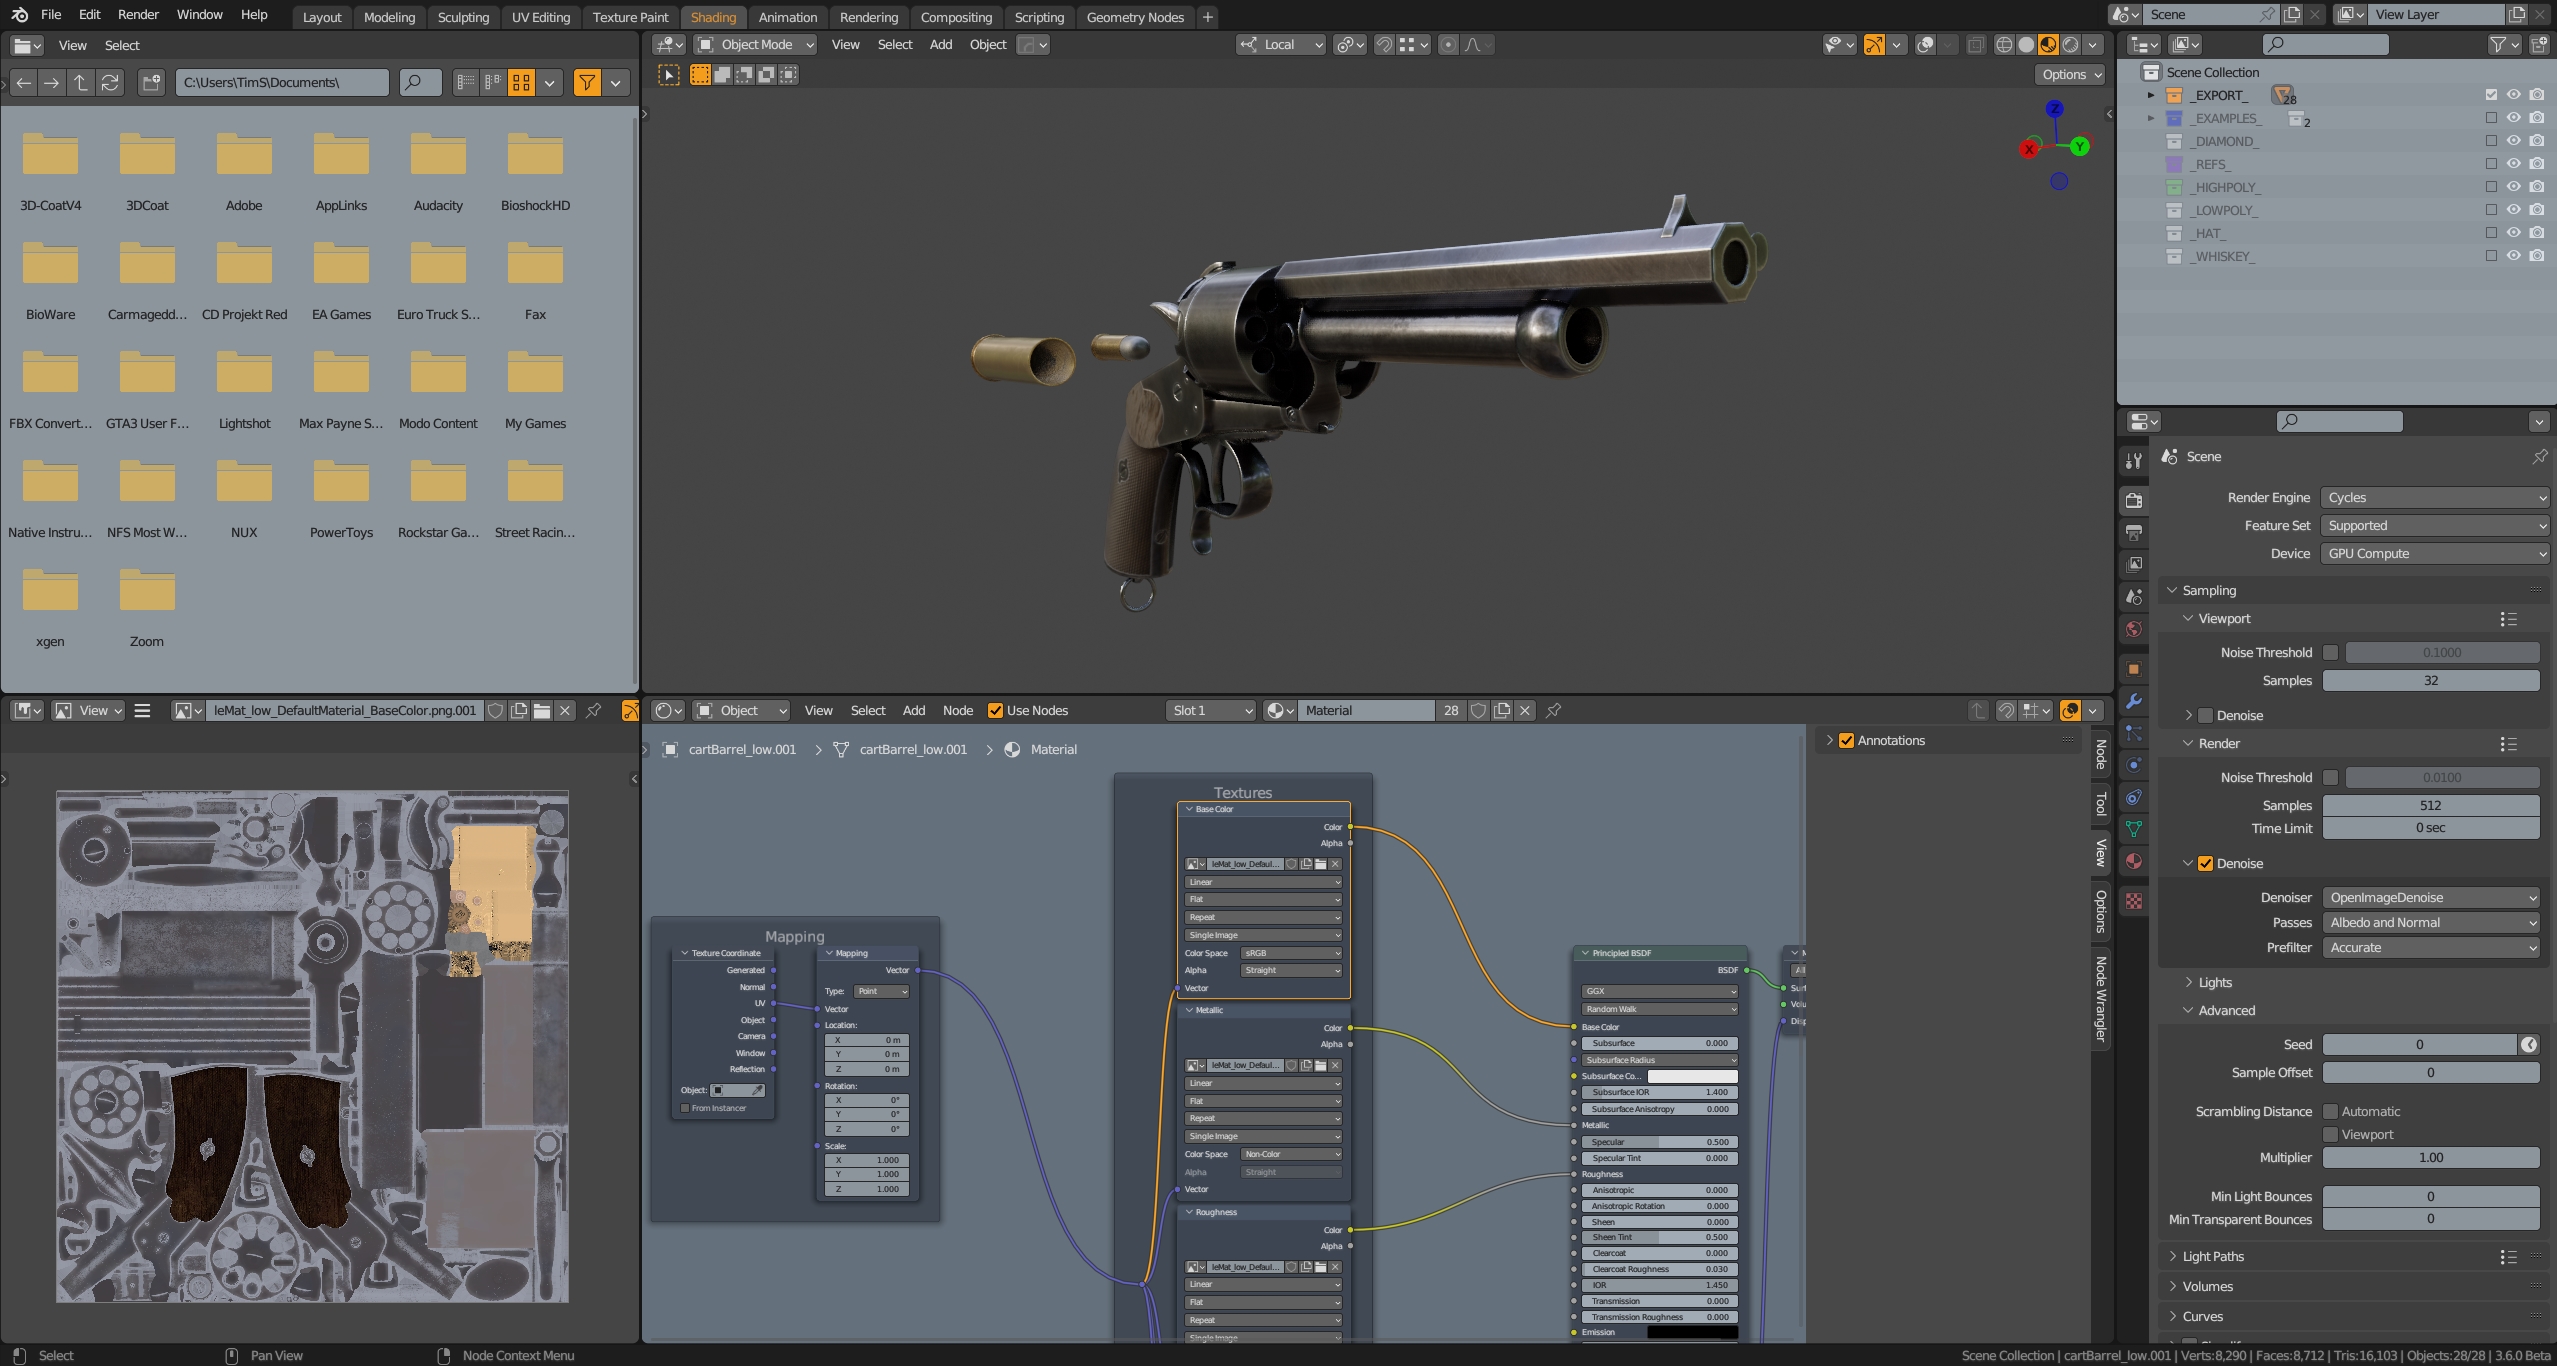 File Edit Render Window Help Layout Modeling Sculpting UV Editing Texture Paint Shading Animation Rendering Compositing Scripting Geometry Nodes + Scene View Layer
View Select
C:\Users\TimS\Documents\
3D-CoatV4 3DCoat Adobe AppLinks Audacity BioshockHD
BioWare Carmagedd... CD Projekt Red EA Games Euro Truck S... Fax
FBX Convert... GTA3 User F... Lightshot Max Payne S... Modo Content My Games
Native Instru... NFS Most W... NUX PowerToys Rockstar Ga... Street Racin...
xgen Zoom
Object Mode View Select Add Object Local
Options
Z
X Y
Scene Collection
_EXPORT_ 28
_EXAMPLES_ 2
_DIAMOND_
_REFS_
_HIGHPOLY_
_LOWPOLY_
_HAT_
_WHISKEY_
Scene
Render Engine Cycles
Feature Set Supported
Device GPU Compute
Sampling
Viewport
Noise Threshold 0.1000
Samples 32
Denoise
Render
Noise Threshold 0.0100
Samples 512
Time Limit 0 sec
Denoise
Denoiser OpenImageDenoise
Passes Albedo and Normal
Prefilter Accurate
Lights
Advanced
Seed 0
Sample Offset 0
Scrambling Distance Automatic
Viewport
Multiplier 1.00
Min Light Bounces 0
Min Transparent Bounces 0
Light Paths
Volumes
Curves
View leMat_low_DefaultMaterial_BaseColor.png.001
Object View Select Add Node Use Nodes Slot 1 Material 28
cartBarrel_low.001 > cartBarrel_low.001 > Material
Annotations
Node
Tool
View
Options
Node Wrangler
Mapping
Texture Coordinate
Generated
Normal
UV
Object
Camera
Window
Reflection
Object:
From Instancer
Mapping
Vector
Type: Point
Vector
Location:
X 0 m
Y 0 m
Z 0 m
Rotation:
X 0°
Y 0°
Z 0°
Scale:
X 1.000
Y 1.000
Z 1.000
Textures
Base Color
Color
Alpha
leMat_low_Defaul...
Linear
Flat
Repeat
Single Image
Color Space sRGB
Alpha Straight
Vector
Metallic
Color
Alpha
leMat_low_Defaul...
Linear
Flat
Repeat
Single Image
Color Space Non-Color
Alpha Straight
Vector
Roughness
Color
Alpha
leMat_low_Defaul...
Linear
Flat
Repeat
Single Image
Principled BSDF
BSDF
GGX
Random Walk
Base Color
Subsurface 0.000
Subsurface Radius
Subsurface Co...
Subsurface IOR 1.400
Subsurface Anisotropy 0.000
Metallic
Specular 0.500
Specular Tint 0.000
Roughness
Anisotropic 0.000
Anisotropic Rotation 0.000
Sheen 0.000
Sheen Tint 0.500
Clearcoat 0.000
Clearcoat Roughness 0.030
IOR 1.450
Transmission 0.000
Transmission Roughness 0.000
Emission
Select Pan View Node Context Menu
Scene Collection | cartBarrel_low.001 | Verts:8,290 | Faces:8,712 | Tris:16,103 | Objects:28/28 | 3.6.0 Beta